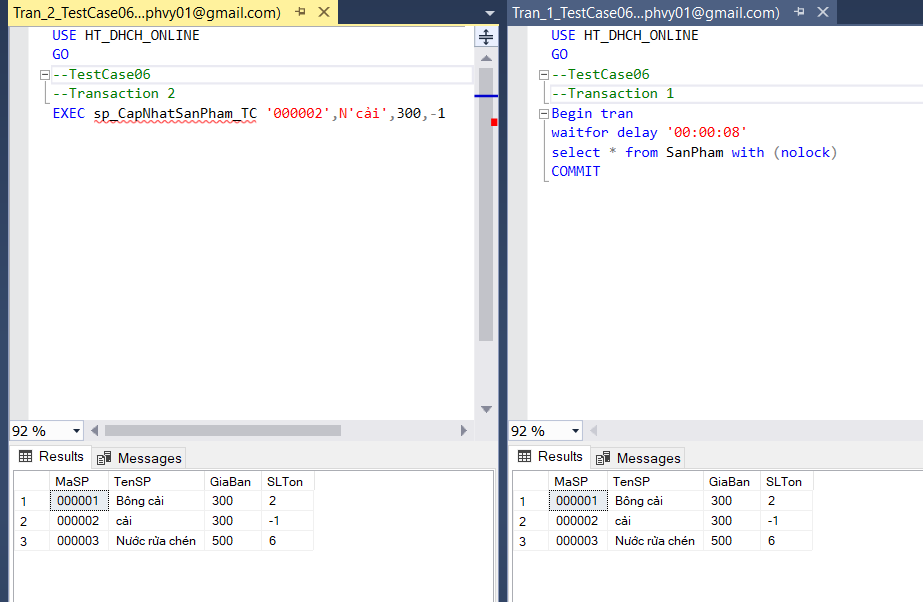 Tran_2_TestCase06...phvy01@gmail.com)
USE HT_DHCH_ONLINE
GO
--TestCase06
--Transaction 2
EXEC sp_CapNhatSanPham_TC '000002',N'cải',300,-1
92 %
Results Messages
MaSP TenSP GiaBan SLTon
1 000001 Bông cải 300 2
2 000002 cải 300 -1
3 000003 Nước rửa chén 500 6
Tran_1_TestCase06...phvy01@gmail.com)
USE HT_DHCH_ONLINE
GO
--TestCase06
--Transaction 1
Begin tran
waitfor delay '00:00:08'
select * from SanPham with (nolock)
COMMIT
92 %
Results Messages
MaSP TenSP GiaBan SLTon
1 000001 Bông cải 300 2
2 000002 cải 300 -1
3 000003 Nước rửa chén 500 6